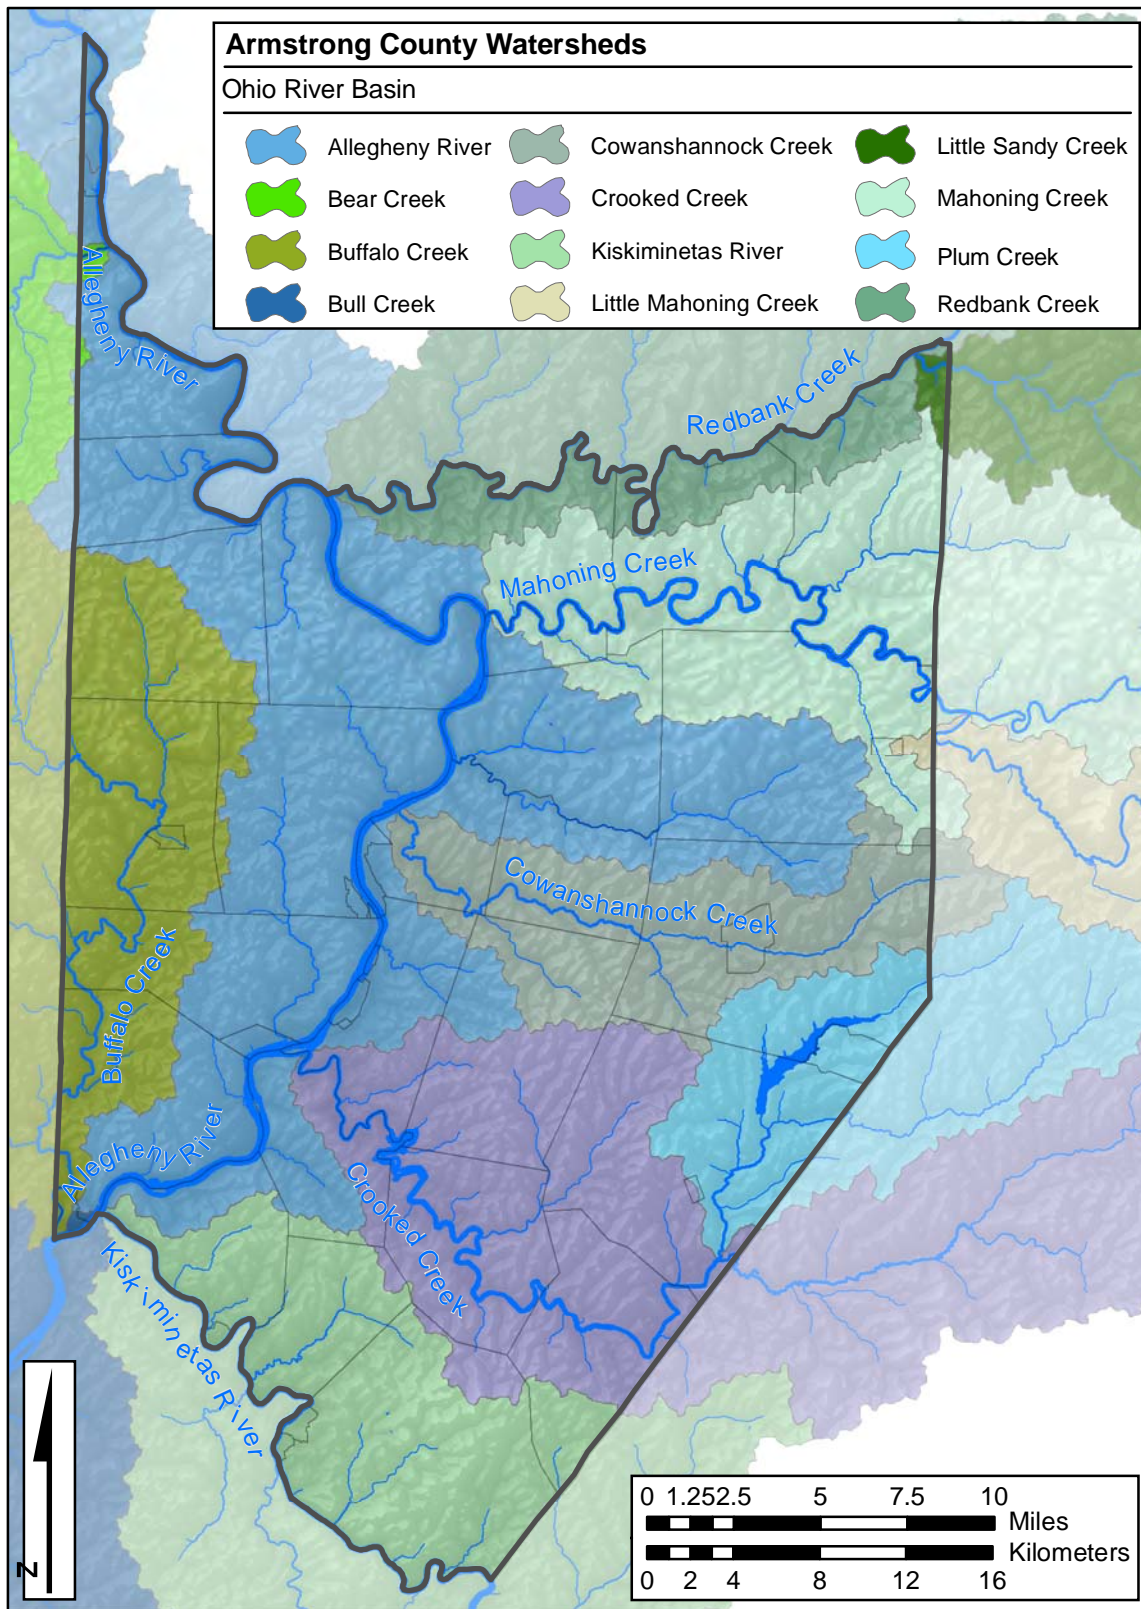 Armstrong County Watersheds
Ohio River Basin
Allegheny River
Cowanshannock Creek
Little Sandy Creek
Bear Creek
Crooked Creek
Mahoning Creek
Buffalo Creek
Kiskiminetas River
Plum Creek
Bull Creek
Little Mahoning Creek
Redbank Creek
Allegheny River
Redbank Creek
Mahoning Creek
Cowanshannock Creek
Buffalo Creek
Allegheny River
Crooked Creek
Kiskiminetas River
N
0 1.25 2.5 5 7.5 10
Miles
Kilometers
0 2 4 8 12 16